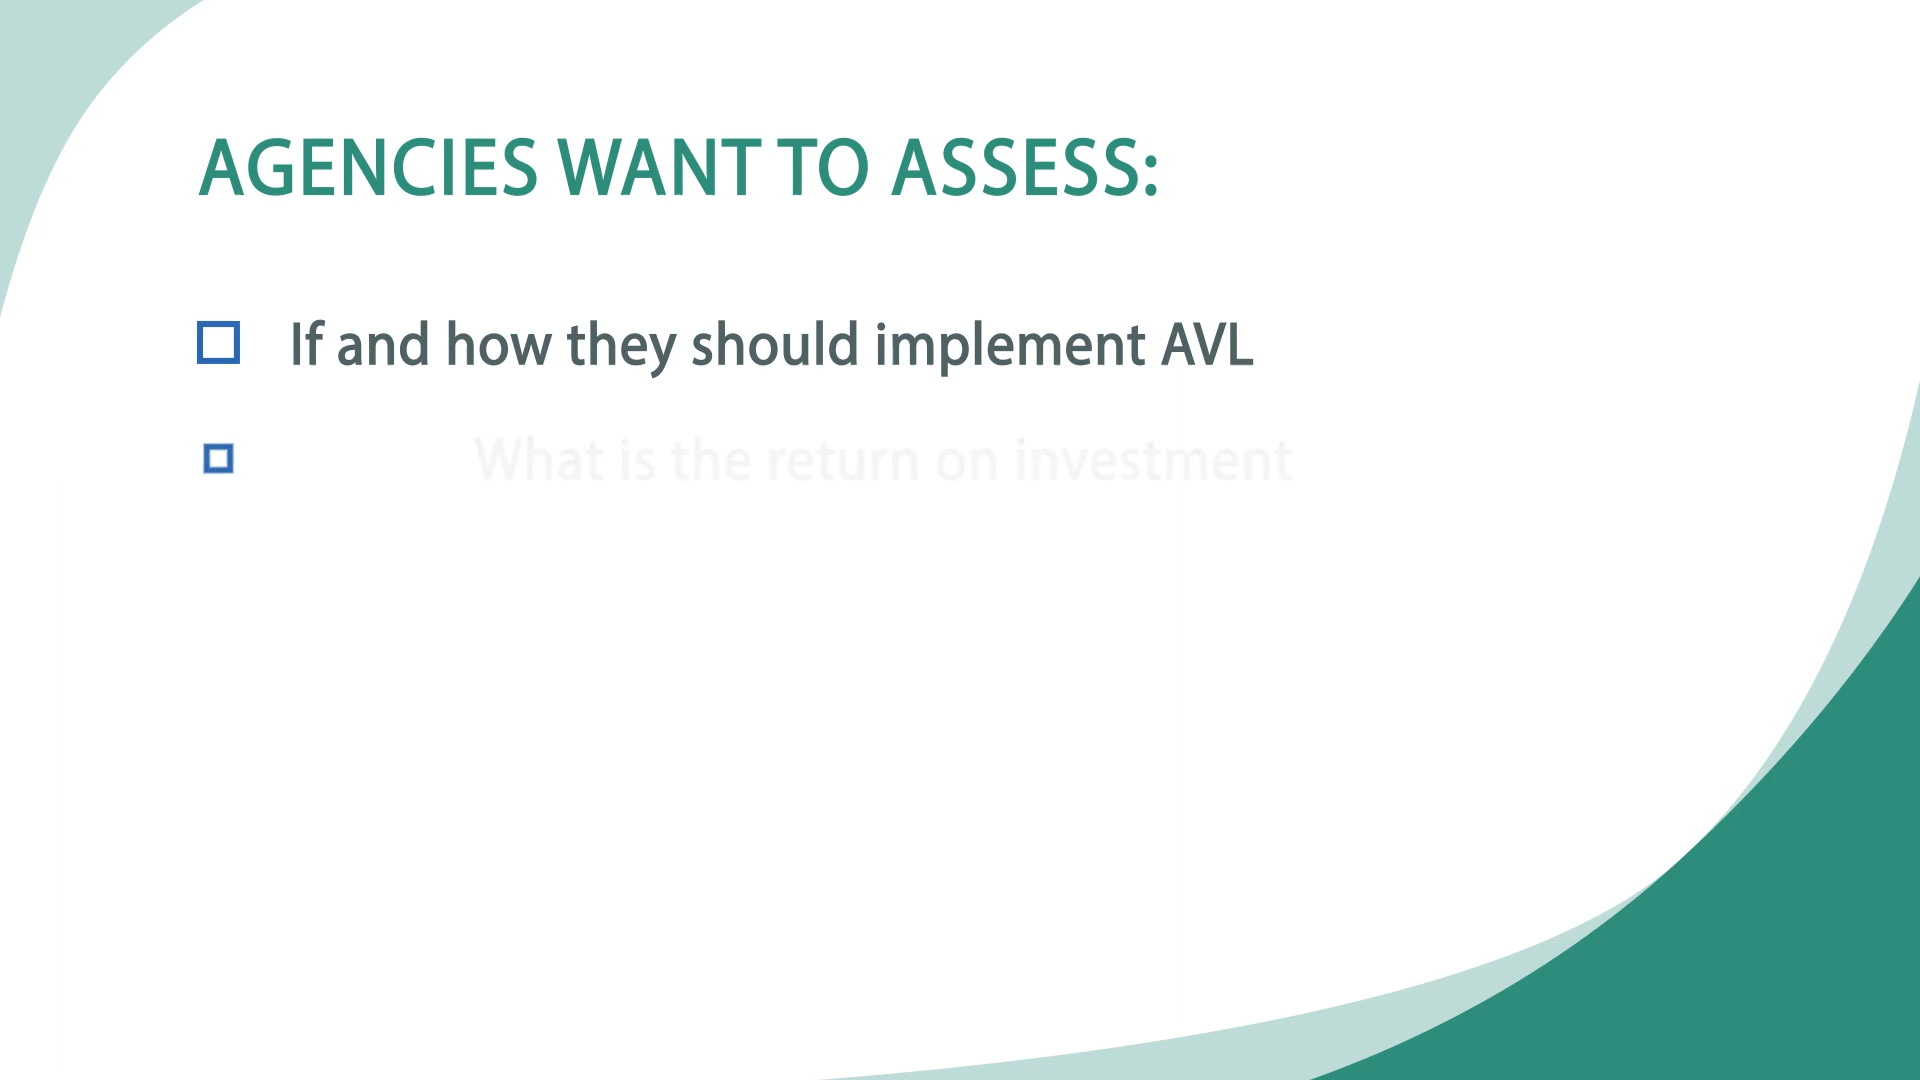 AGENCIES WANT TO ASSESS:
If and how they should implement AVL
What is the return on investment